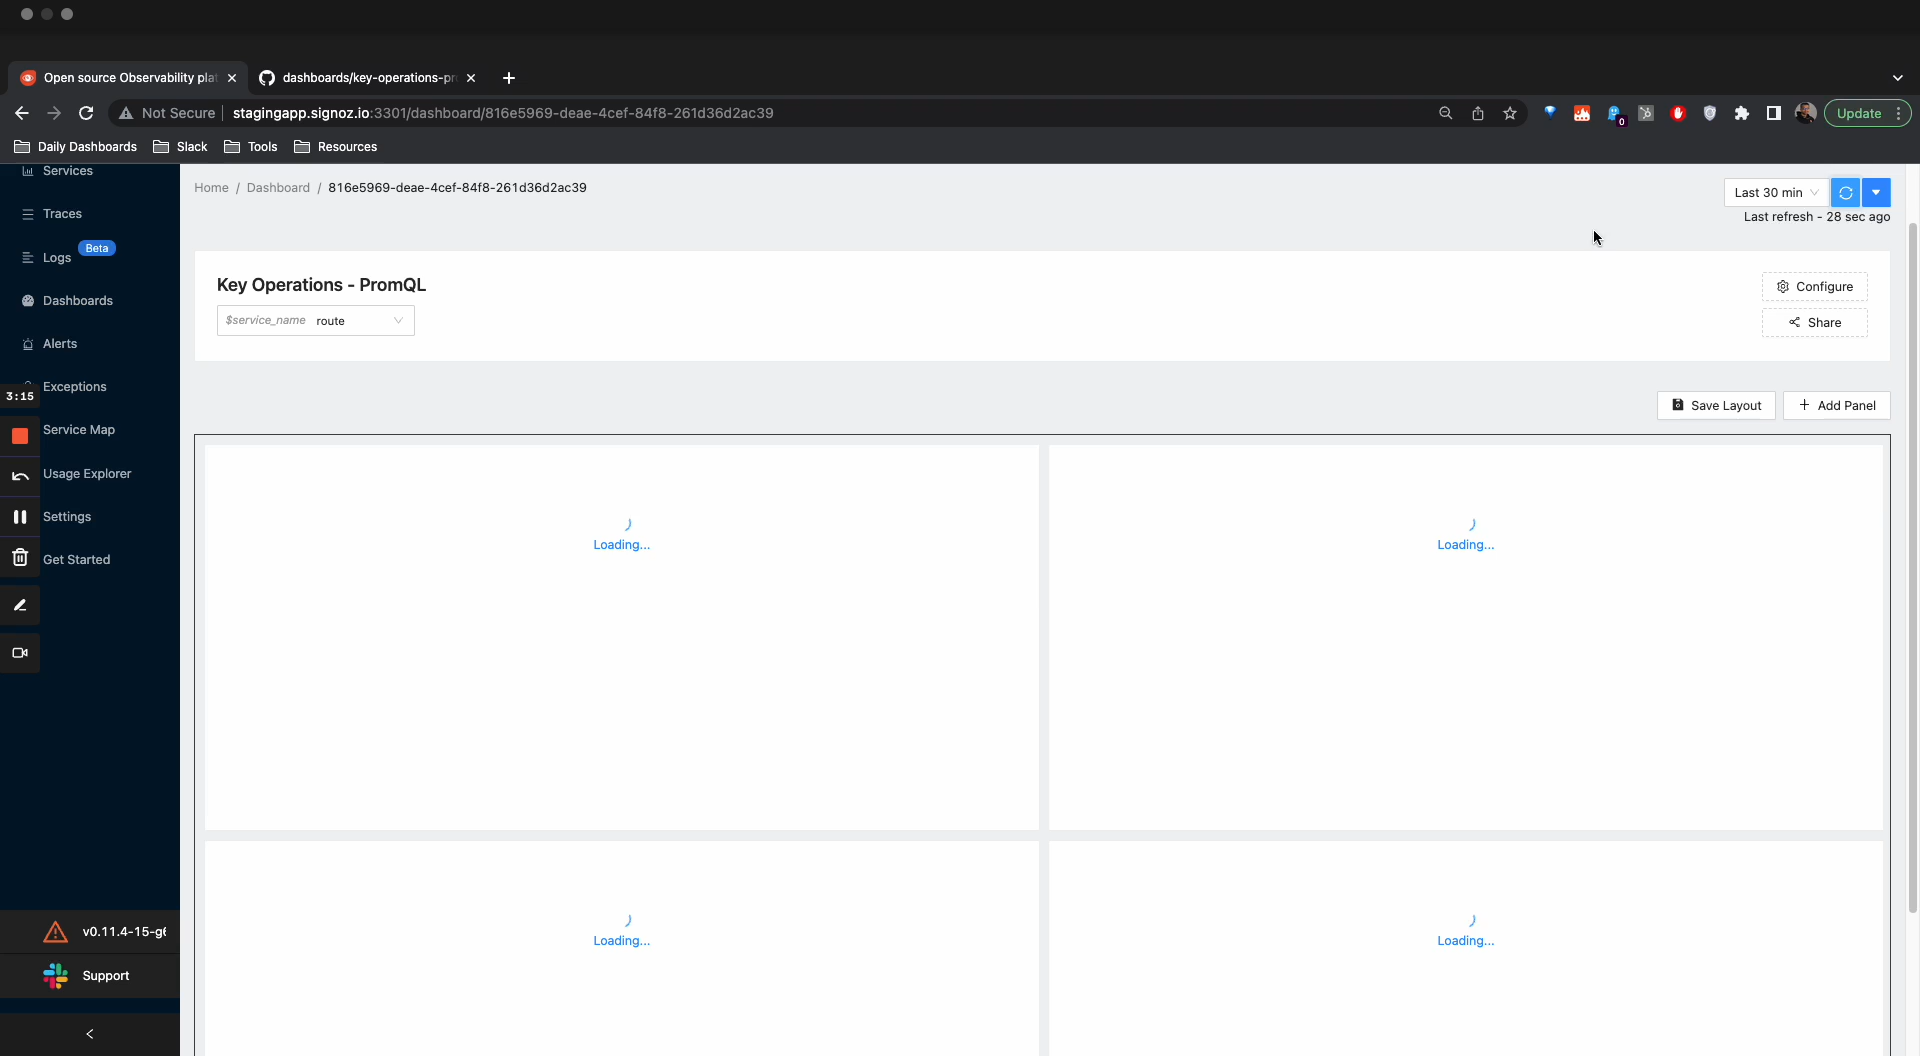 Open source Observability plat
dashboards/key-operations-pr
Not Secure
stagingapp.signoz.io:3301/dashboard/816e5969-deae-4cef-84f8-261d36d2ac39
0
Update
Daily Dashboards
Slack
Tools
Resources
Services
Traces
Logs
Beta
Dashboards
Alerts
Exceptions
3:15
Service Map
Usage Explorer
Settings
Get Started
v0.11.4-15-g6
Support
Home / Dashboard / 816e5969-deae-4cef-84f8-261d36d2ac39
Last 30 min
Last refresh - 28 sec ago
Key Operations - PromQL
$service_name route
Configure
Share
Save Layout
+ Add Panel
Loading...
Loading...
Loading...
Loading...